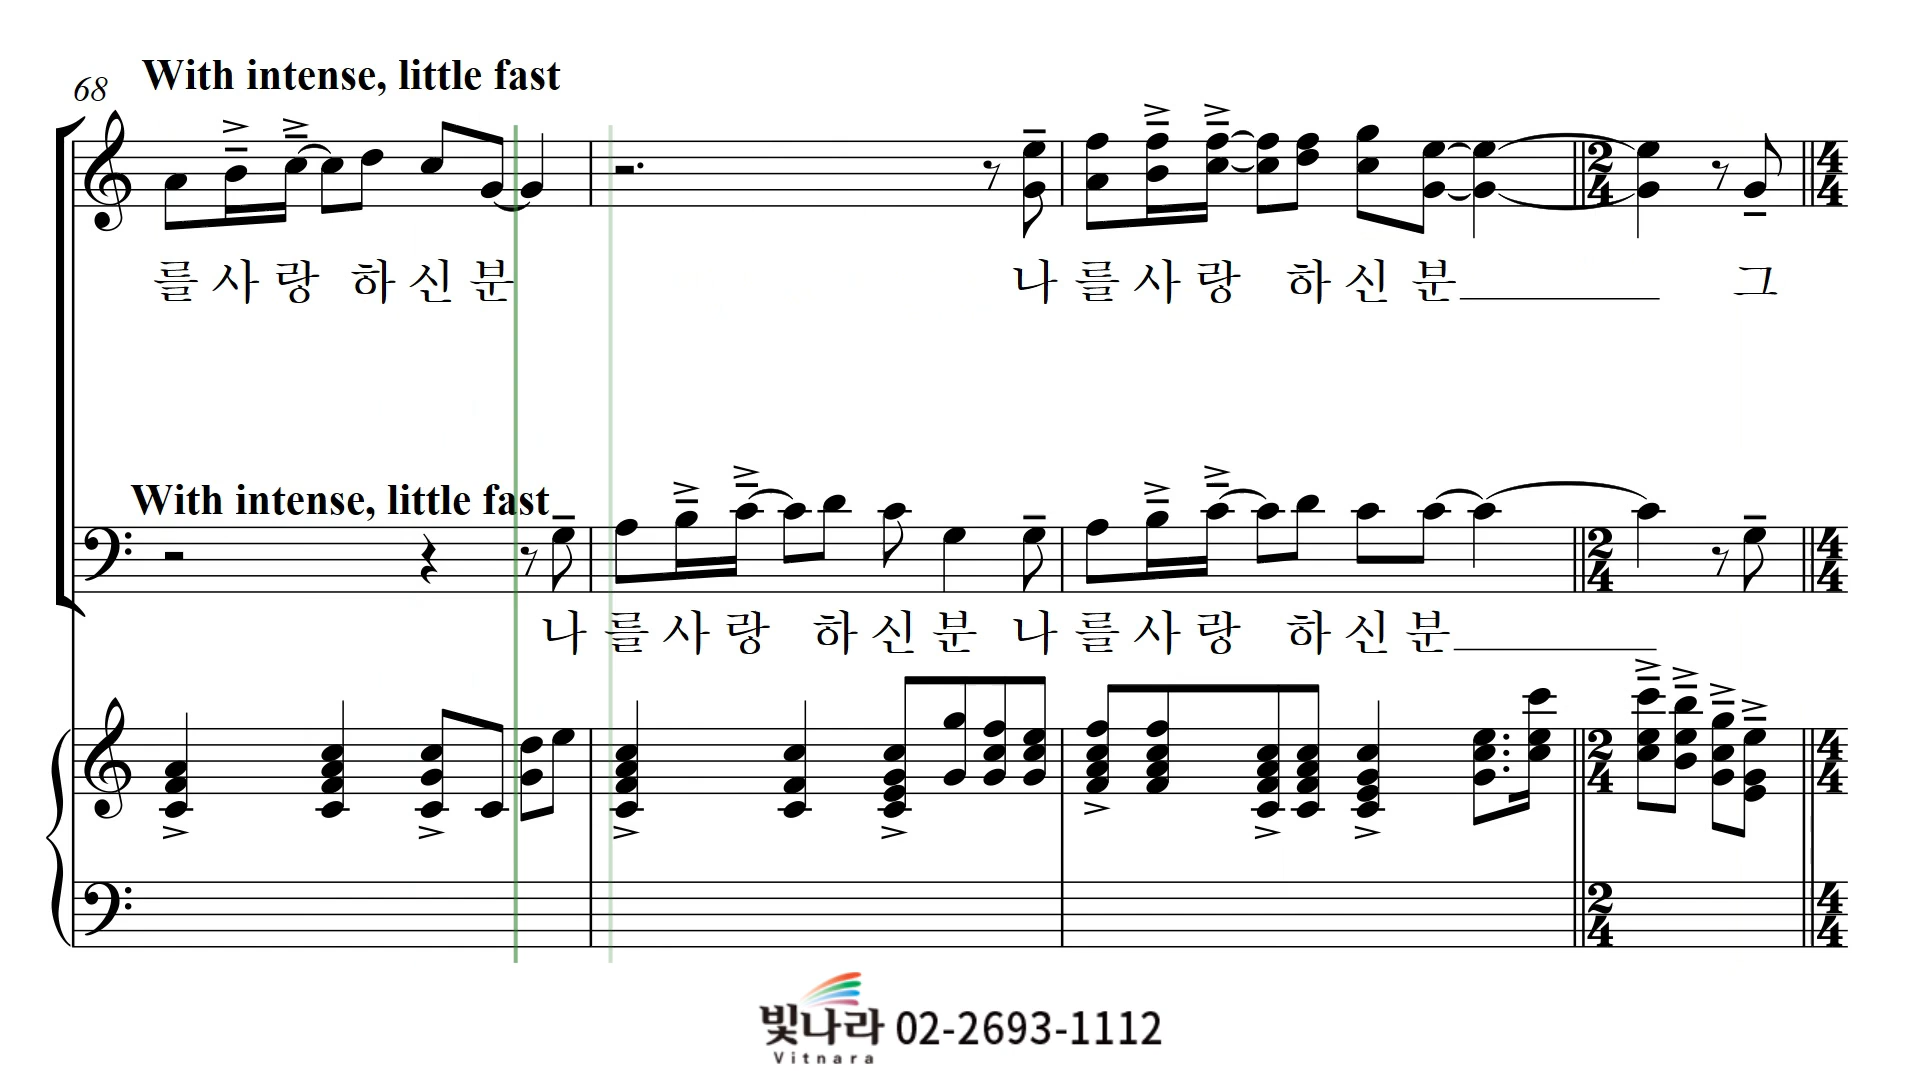 68 With intense, little fast
를 사 랑 하 신 분 나 를 사 랑 하 신 분 그
With intense, little fast
나 를 사 랑 하 신 분 나 를 사 랑 하 신 분
빛나라 02-2693-1112
Vitnara